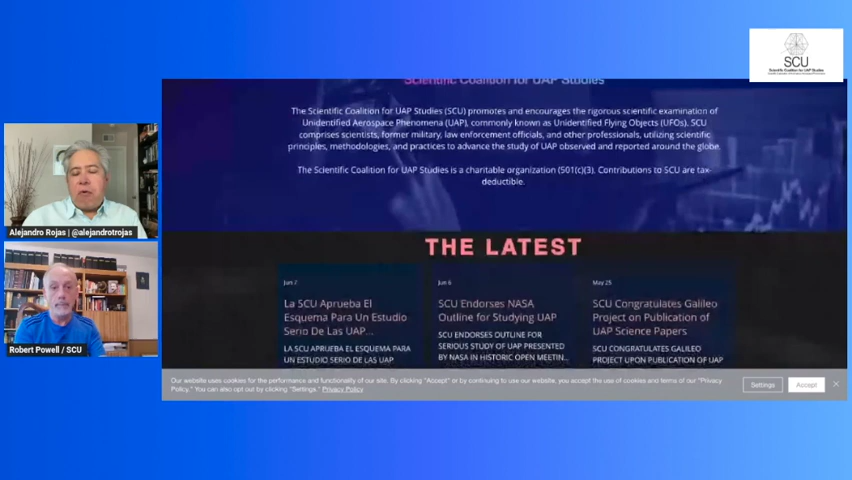 SCU
Scientific Coalition for UAP Studies
Scientific Coalition for UAP Studies
The Scientific Coalition for UAP Studies (SCU) promotes and encourages the rigorous scientific examination of
Unidentified Aerospace Phenomena (UAP), commonly known as Unidentified Flying Objects (UFOs). SCU
comprises scientists, former military, law enforcement officials, and other professionals, utilizing scientific
principles, methodologies, and practices to advance the study of UAP observed and reported around the globe.
The Scientific Coalition for UAP Studies is a charitable organization (501(c)(3). Contributions to SCU are tax-
deductible.
Alejandro Rojas | @alejandrotrojas
Robert Powell / SCU
THE LATEST
Jun 7
La SCU Aprueba El
Esquema Para Un Estudio
Serio De Las UAP...
LA SCU APRUEBA EL ESQUEMA PARA
UN ESTUDIO SERIO DE LAS UAP
Jun 6
SCU Endorses NASA
Outline for Studying UAP
SCU ENDORSES OUTLINE FOR
SERIOUS STUDY OF UAP PRESENTED
BY NASA IN HISTORIC OPEN MEETIN...
May 25
SCU Congratulates Galileo
Project on Publication of
UAP Science Papers
SCU CONGRATULATES GALILEO
PROJECT UPON PUBLICATION OF UAP
Our website uses cookies for the performance and functionality of our site. By clicking "Accept" or by continuing to use our website, you accept the use of cookies and terms of our "Privacy
Policy." You can also opt out by clicking "Settings." Privacy Policy
Settings
Accept